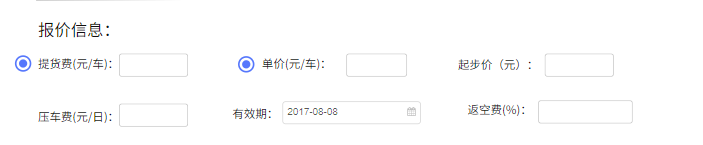 报价信息：
提货费(元/车)： 单价(元/车)： 起步价（元）：
压车费(元/日)： 有效期： 2017-08-08 返空费(%)：